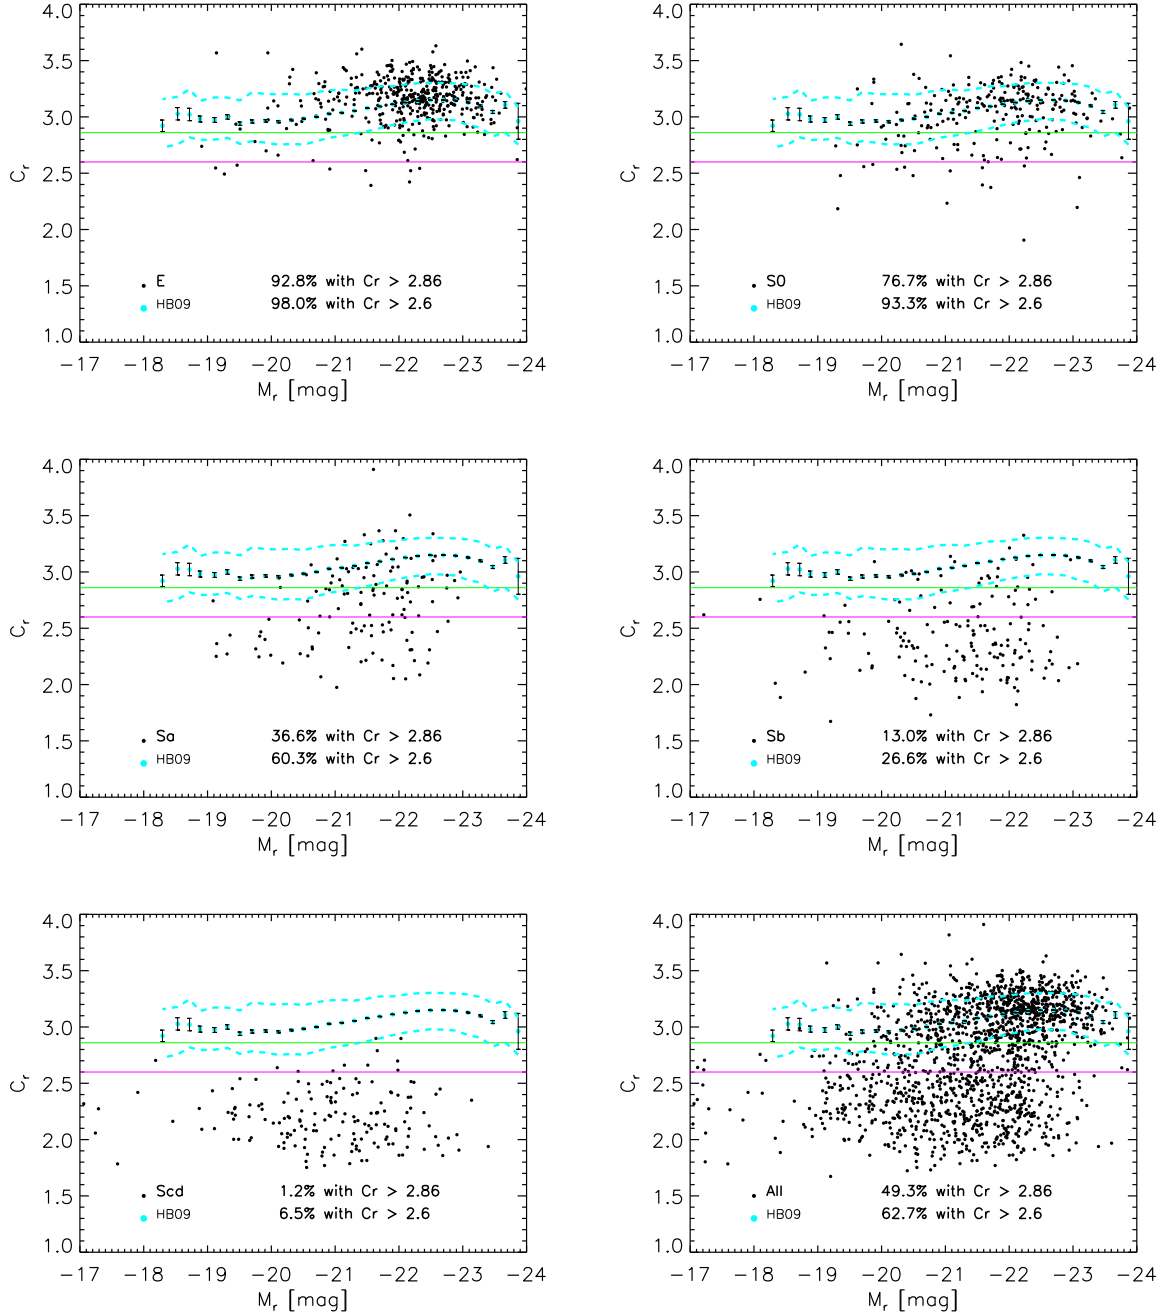 4.0
3.5
3.0
2.5
2.0
1.5
1.0
C_r
E 92.8% with Cr > 2.86
HB09 98.0% with Cr > 2.6
−17 −18 −19 −20 −21 −22 −23 −24
M_r [mag]
4.0
3.5
3.0
2.5
2.0
1.5
1.0
C_r
S0 76.7% with Cr > 2.86
HB09 93.3% with Cr > 2.6
−17 −18 −19 −20 −21 −22 −23 −24
M_r [mag]
4.0
3.5
3.0
2.5
2.0
1.5
1.0
C_r
Sa 36.6% with Cr > 2.86
HB09 60.3% with Cr > 2.6
−17 −18 −19 −20 −21 −22 −23 −24
M_r [mag]
4.0
3.5
3.0
2.5
2.0
1.5
1.0
C_r
Sb 13.0% with Cr > 2.86
HB09 26.6% with Cr > 2.6
−17 −18 −19 −20 −21 −22 −23 −24
M_r [mag]
4.0
3.5
3.0
2.5
2.0
1.5
1.0
C_r
Scd 1.2% with Cr > 2.86
HB09 6.5% with Cr > 2.6
−17 −18 −19 −20 −21 −22 −23 −24
M_r [mag]
4.0
3.5
3.0
2.5
2.0
1.5
1.0
C_r
All 49.3% with Cr > 2.86
HB09 62.7% with Cr > 2.6
−17 −18 −19 −20 −21 −22 −23 −24
M_r [mag]